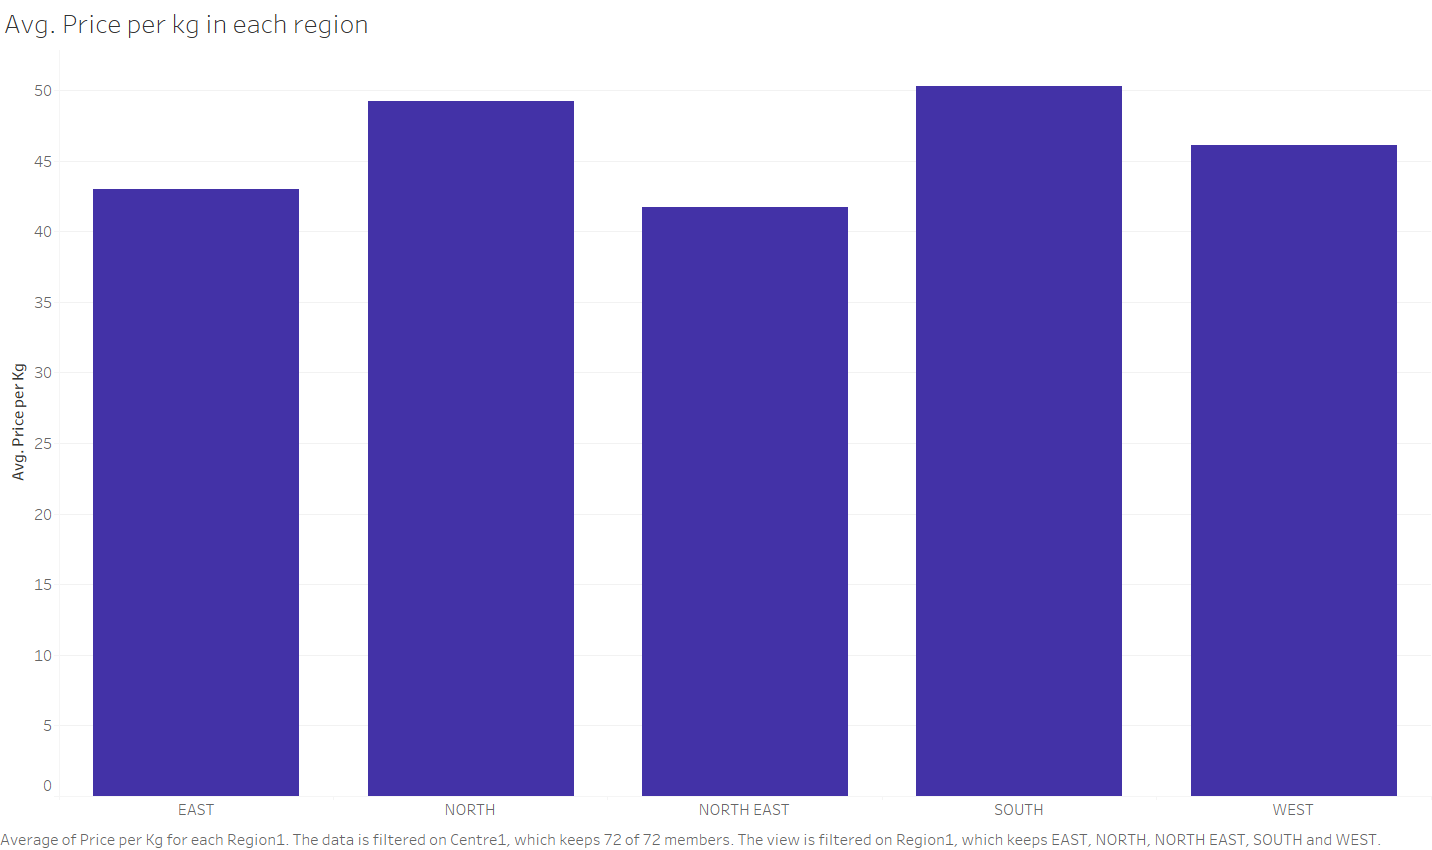 Avg. Price per kg in each region
50
45
40
35
30
25
20
15
10
5
0
Avg. Price per Kg
EAST
NORTH
NORTH EAST
SOUTH
WEST
Average of Price per Kg for each Region1. The data is filtered on Centre1, which keeps 72 of 72 members. The view is filtered on Region1, which keeps EAST, NORTH, NORTH EAST, SOUTH and WEST.